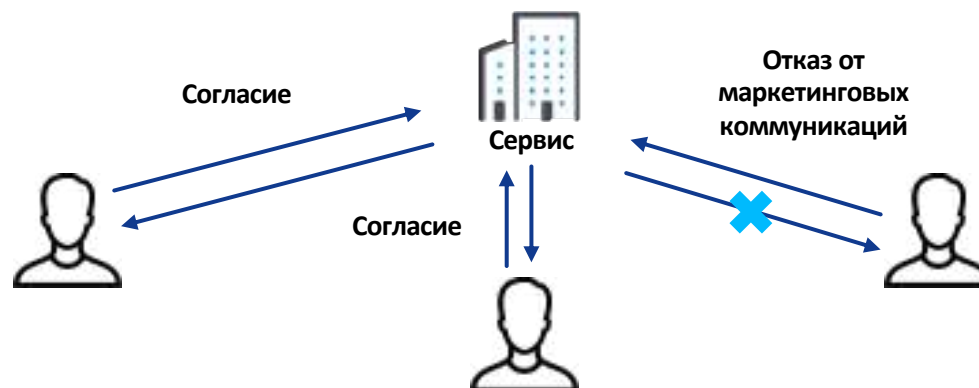 Согласие
Сервис
Отказ от
маркетинговых
коммуникаций
Согласие